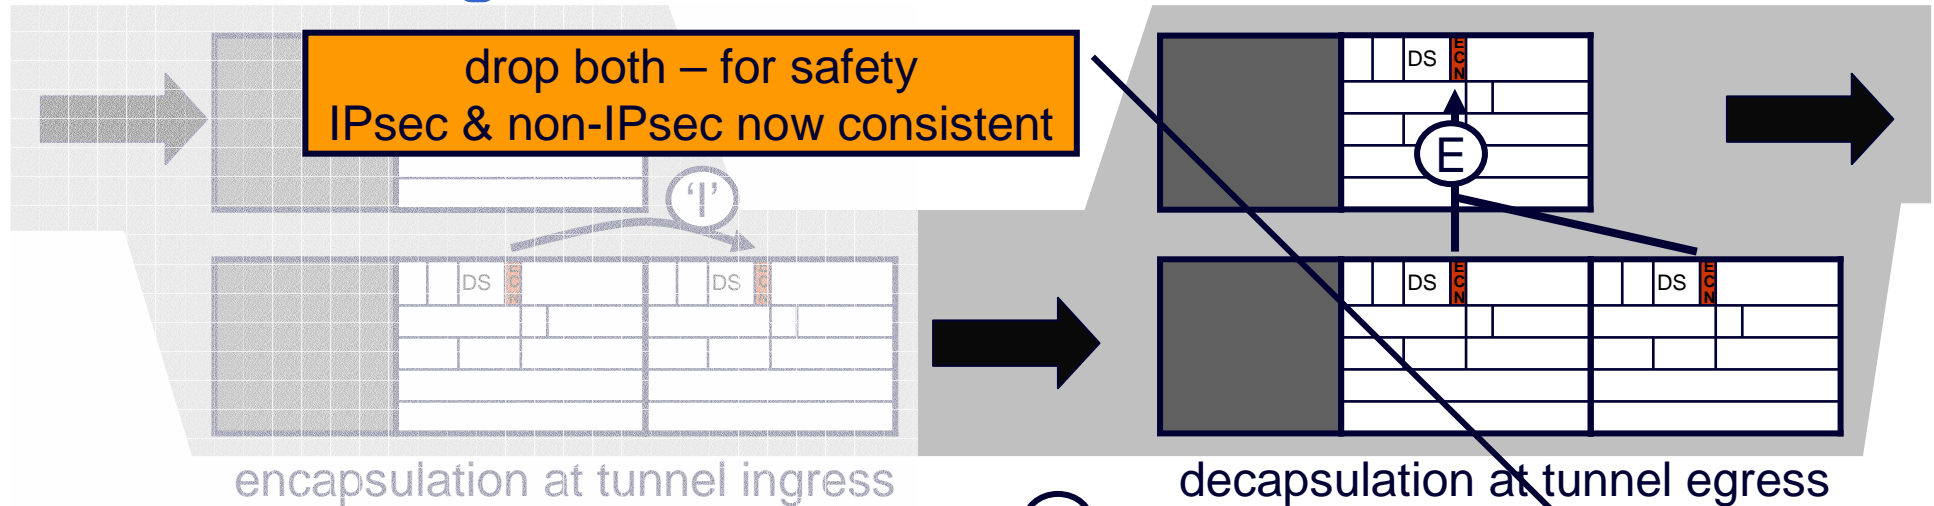 drop both – for safety
IPsec & non-IPsec now consistent
DS ECN
E
‘I’
DS ECN
DS ECN
DS ECN
DS ECN
encapsulation at tunnel ingress
decapsulation at tunnel egress